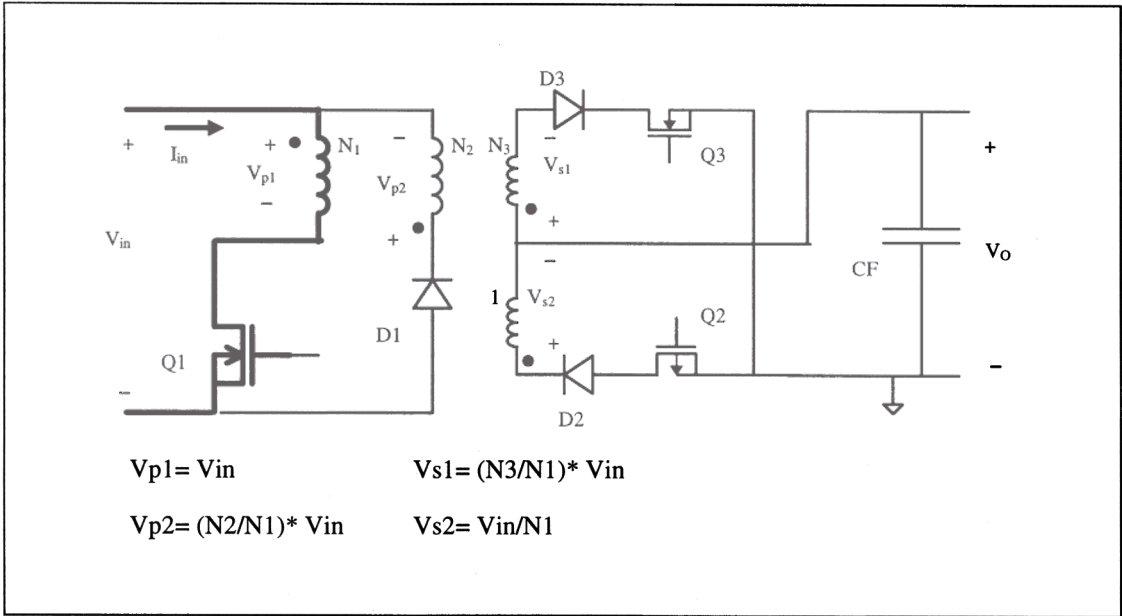 D3
+
Iin
+
N1
−
N2
N3
−
Vs1
Q3
+
Vp1
Vp2
−
+
Vin
+
−
CF
Vo
1
Vs2
Q2
Q1
D1
+
−
−
D2
Vp1= Vin
Vs1= (N3/N1)* Vin
Vp2= (N2/N1)* Vin
Vs2= Vin/N1